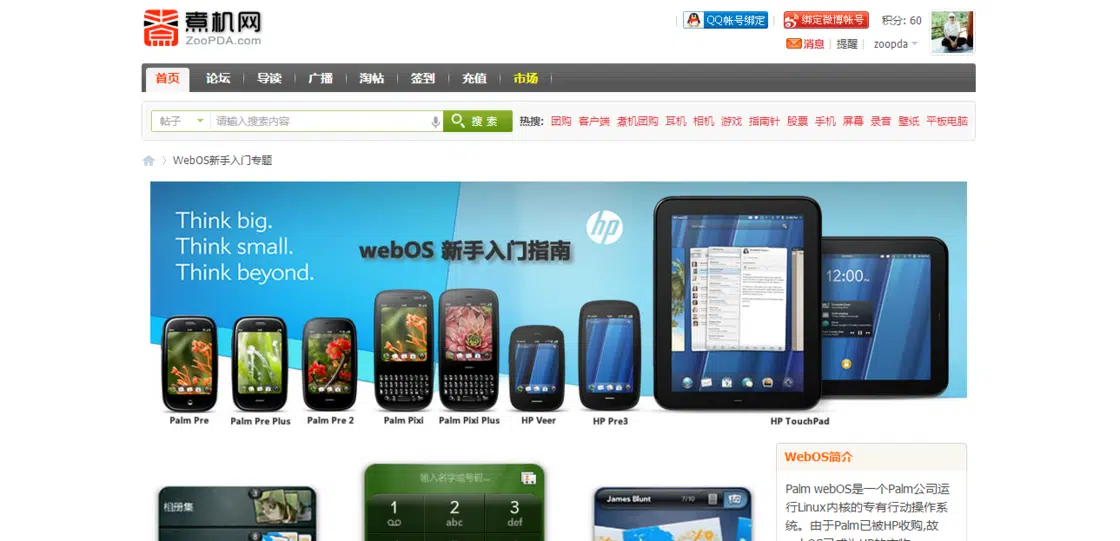 煮机网
ZooPDA.com
QQ帐号绑定
绑定微博帐号
积分: 60
消息
提醒
zoopda
首页
论坛
导读
广播
淘帖
签到
充值
市场
帖子
请输入搜索内容
搜 索
热搜: 团购 客户端 煮机团购 耳机 相机 游戏 指南针 股票 手机 屏幕 录音 壁纸 平板电脑
WebOS新手入门专题
Think big.
Think small.
Think beyond.
webOS 新手入门指南
hp
12:00
Palm Pre
Palm Pre Plus
Palm Pre 2
Palm Pixi
Palm Pixi Plus
HP Veer
HP Pre3
HP TouchPad
WebOS简介
Palm webOS是一个Palm公司运
行Linux内核的专有行动操作系
统。由于Palm已被HP收购,故
相册集
输入名字或号码...
1
2 abc
3 def
James Blunt
7/10